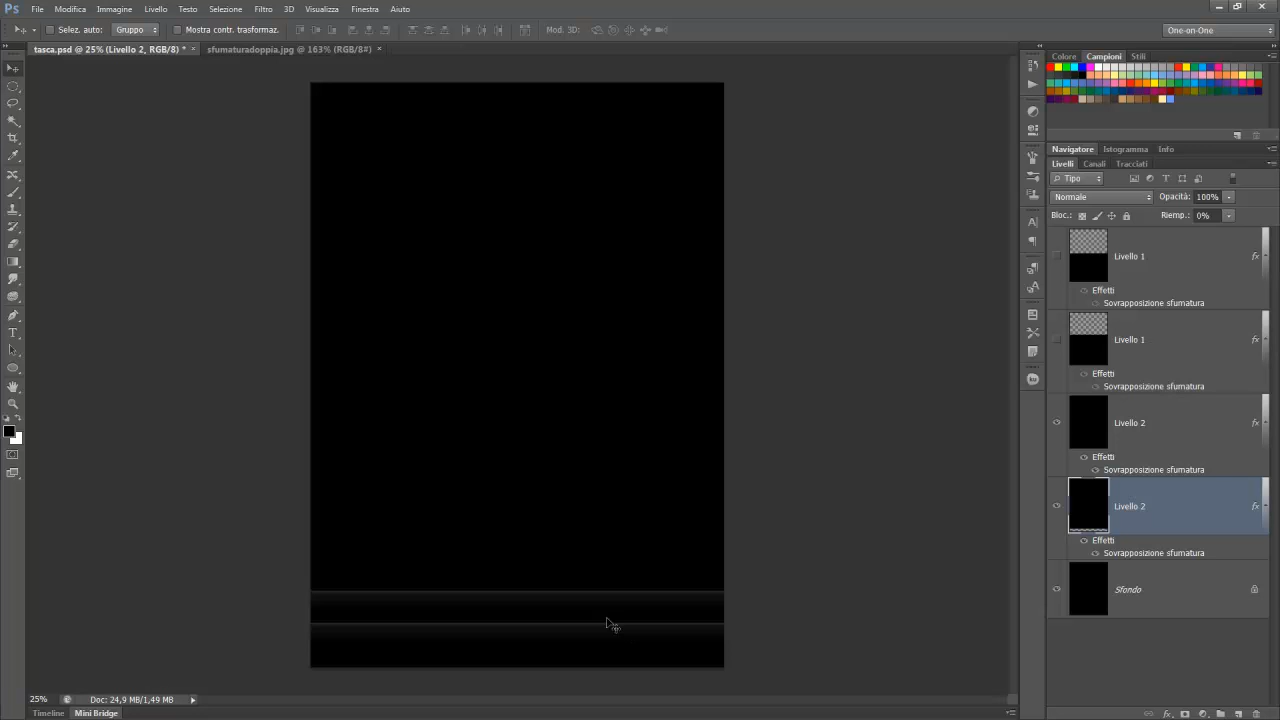 Ps File Modifica Immagine Livello Testo Selezione Filtro 3D Visualizza Finestra Aiuto
Selez. auto: Gruppo Mostra contr. trasformaz. Mod. 3D: One-on-One
tasca.psd @ 25% (Livello 2, RGB/8) * × sfumaturadoppia.jpg @ 163% (RGB/8#) ×
Colore Campioni Stili
Navigatore Istogramma Info
Livelli Canali Tracciati
Tipo
Normale Opacità: 100%
Bloc.: Riemp.: 0%
Livello 1 fx
Effetti
Sovrapposizione sfumatura
Livello 1 fx
Effetti
Sovrapposizione sfumatura
Livello 2 fx
Effetti
Sovrapposizione sfumatura
Livello 2 fx
Effetti
Sovrapposizione sfumatura
Sfondo
25% Doc: 24,9 MB/1,49 MB
Timeline Mini Bridge